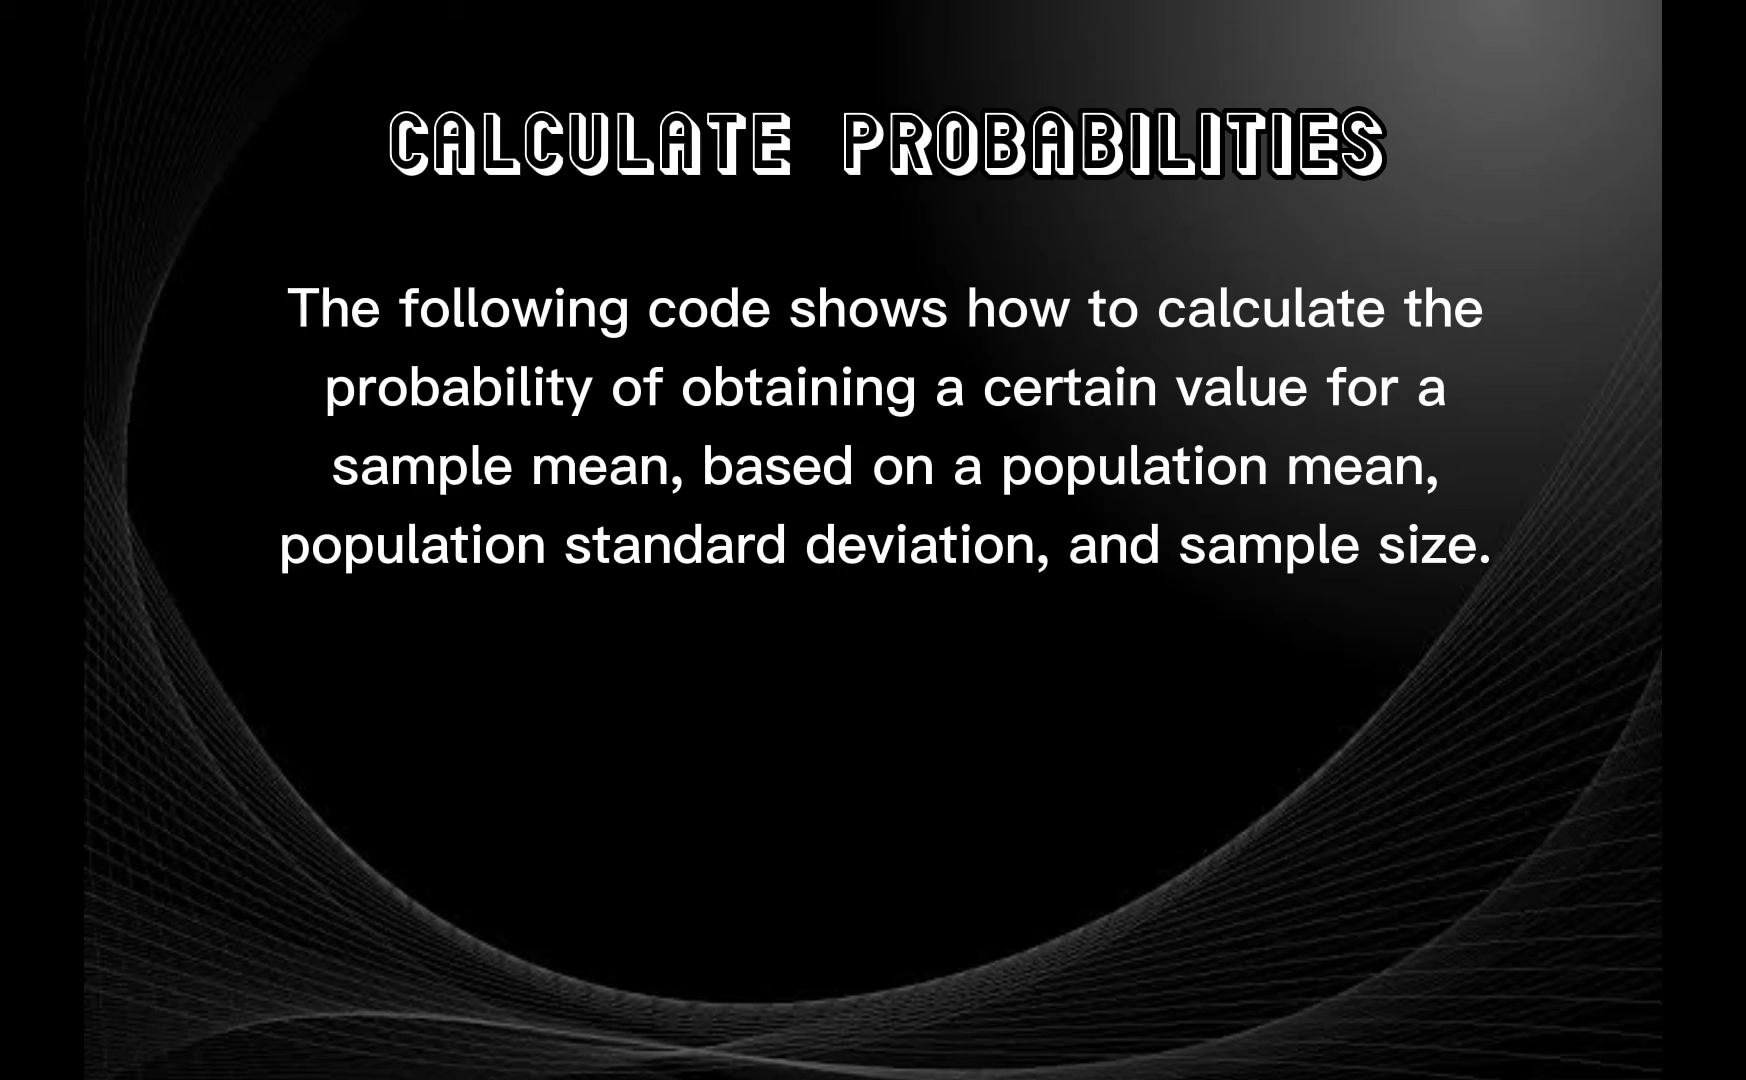 CALCULATE PROBABILITIES
The following code shows how to calculate the
probability of obtaining a certain value for a
sample mean, based on a population mean,
population standard deviation, and sample size.